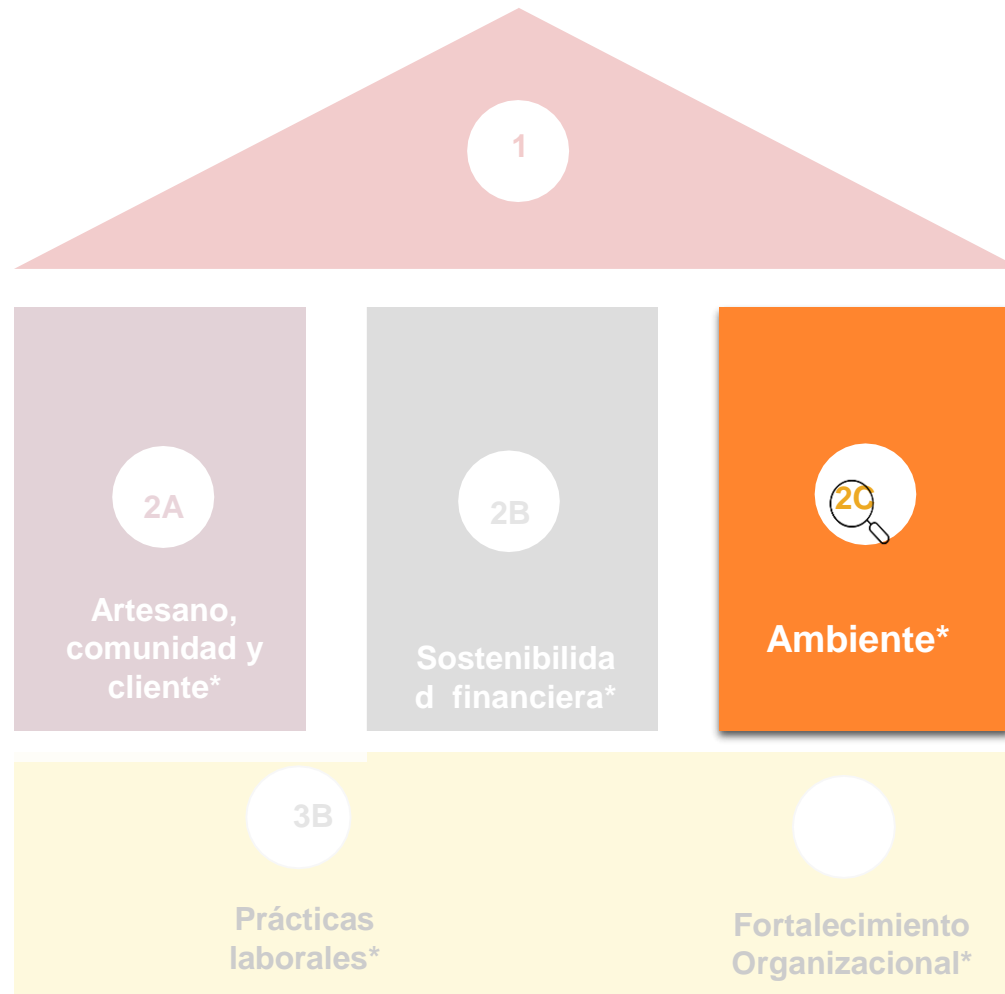 1
2A
Artesano,
comunidad y
cliente*
2B
Sostenibilida
d financiera*
2C
Ambiente*
3B
Prácticas
laborales*
Fortalecimiento
Organizacional*